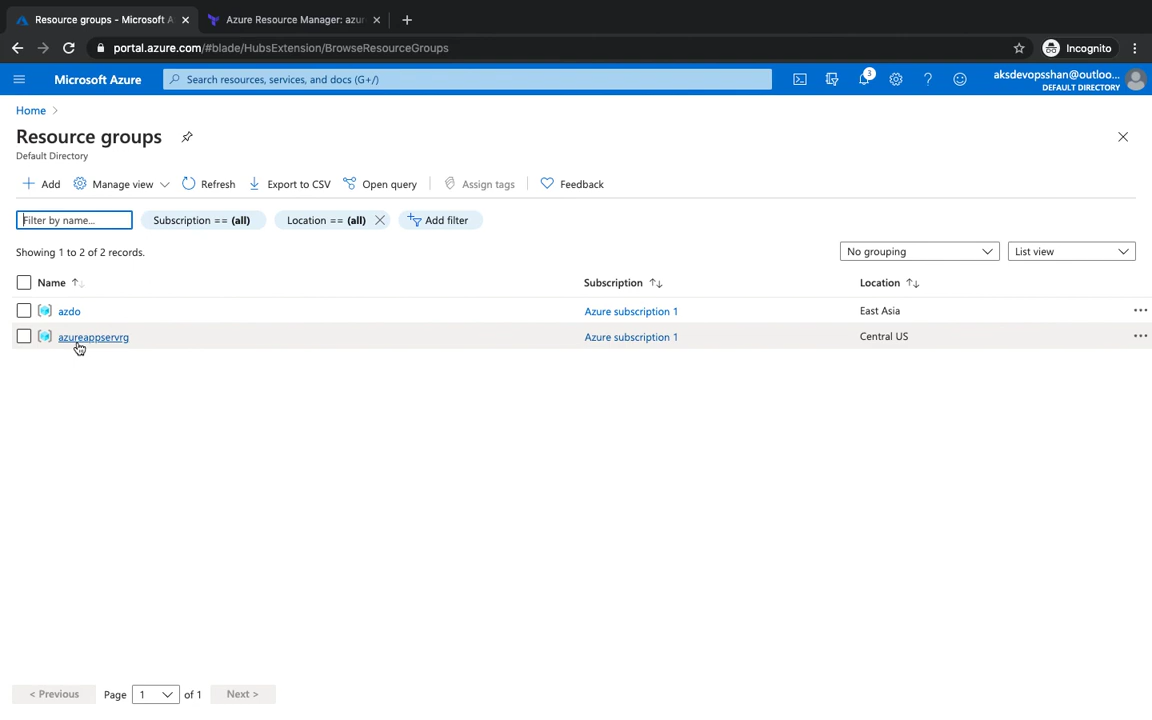 Resource groups - Microsoft A
Azure Resource Manager: azur
portal.azure.com/#blade/HubsExtension/BrowseResourceGroups
Incognito
Microsoft Azure
Search resources, services, and docs (G+/)
3
aksdevopsshan@outloo...
DEFAULT DIRECTORY
Home
Resource groups
Default Directory
Add
Manage view
Refresh
Export to CSV
Open query
Assign tags
Feedback
Filter by name...
Subscription == (all)
Location == (all)
Add filter
Showing 1 to 2 of 2 records.
No grouping
List view
Name
Subscription
Location
azdo
Azure subscription 1
East Asia
azureappservrg
Azure subscription 1
Central US
< Previous
Page
1
of 1
Next >